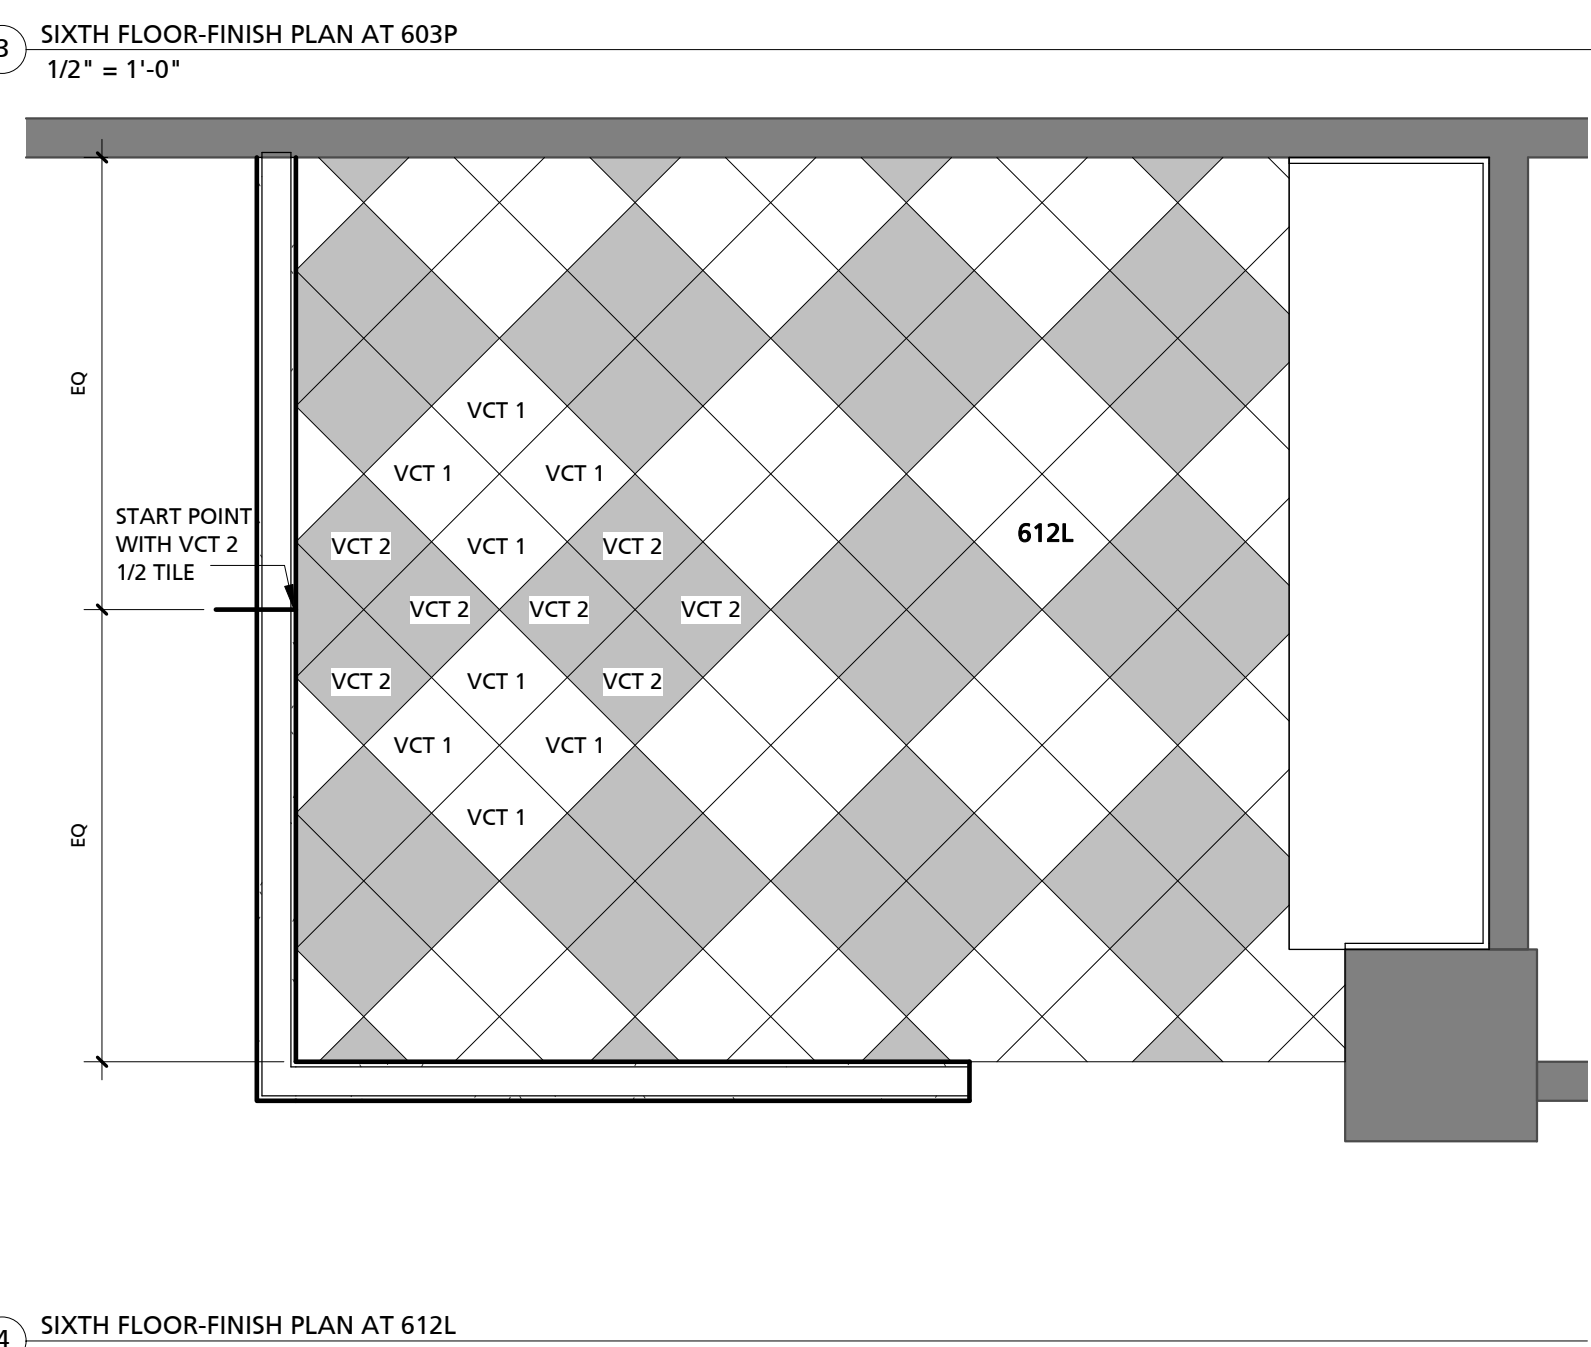 3
SIXTH FLOOR-FINISH PLAN AT 603P
1/2" = 1'-0"
EQ
VCT 1
VCT 1
VCT 1
START POINT
WITH VCT 2
1/2 TILE
VCT 2
VCT 1
VCT 2
612L
VCT 2
VCT 2
VCT 2
VCT 2
VCT 1
VCT 2
VCT 1
VCT 1
VCT 1
EQ
4
SIXTH FLOOR-FINISH PLAN AT 612L